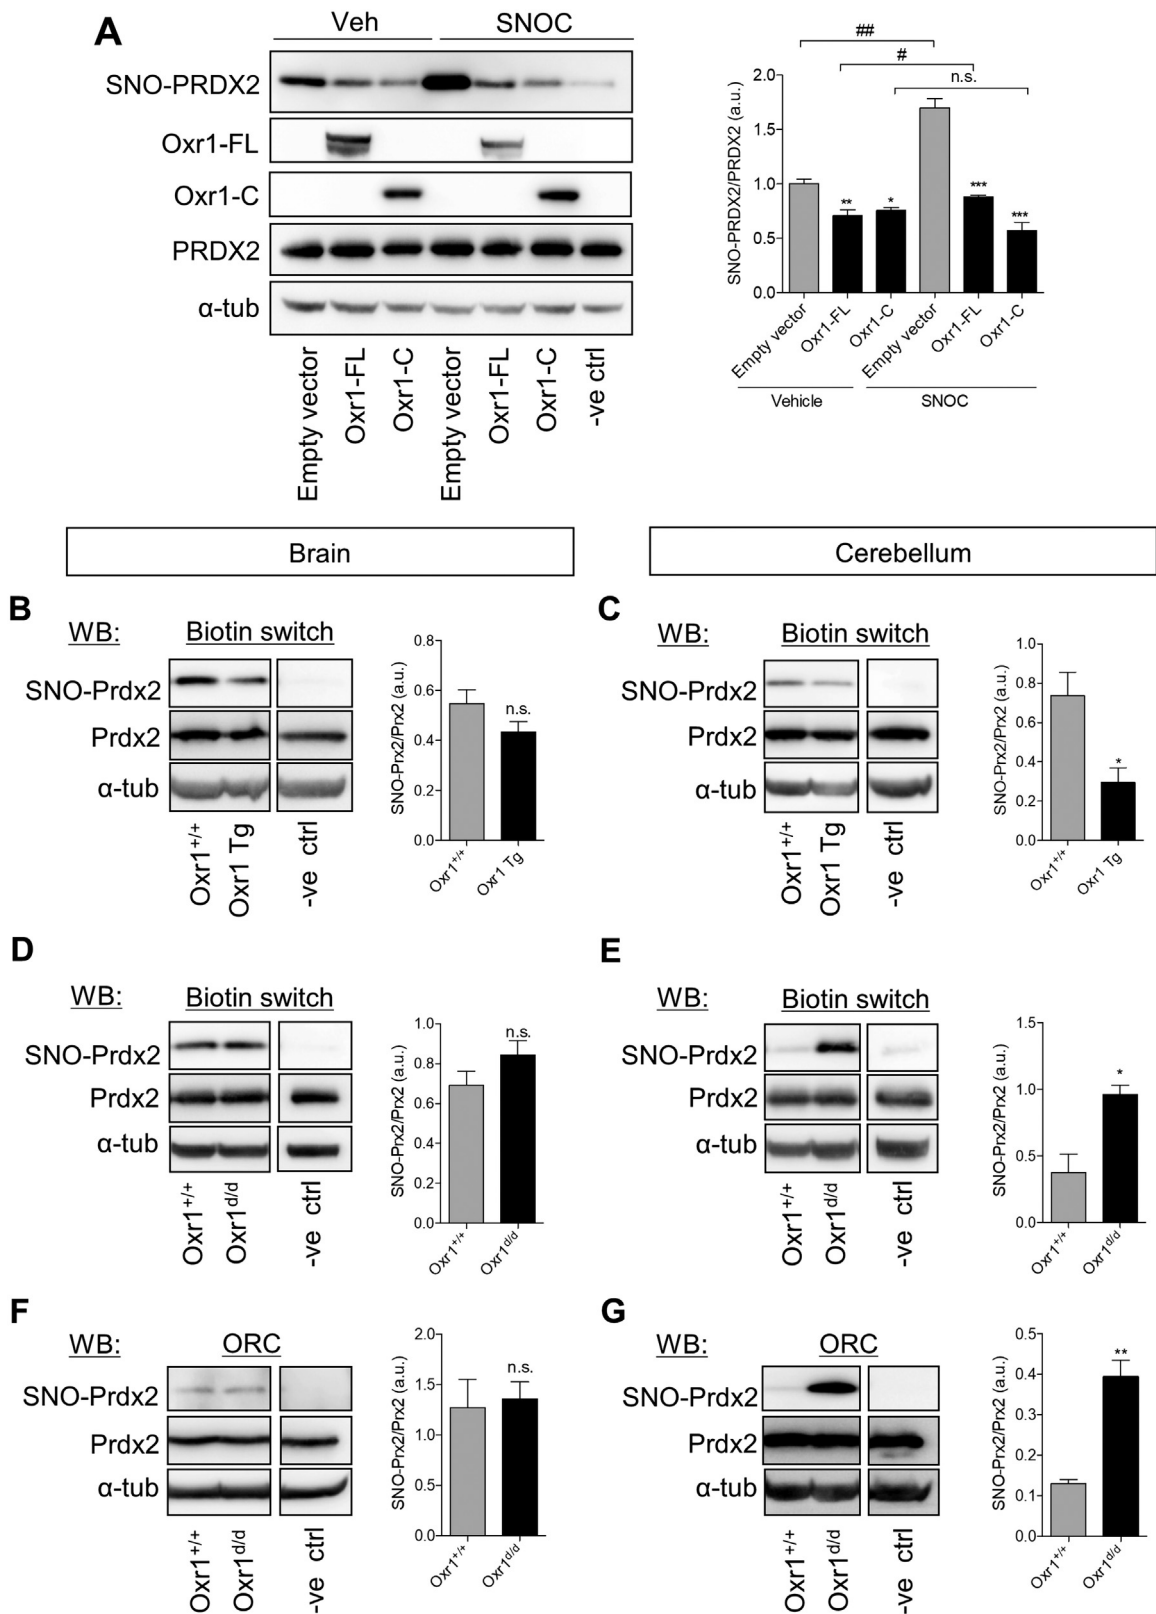 A
Veh SNOC
SNO-PRDX2
Oxr1-FL
Oxr1-C
PRDX2
α-tub
Empty vector
Oxr1-FL
Oxr1-C
Empty vector
Oxr1-FL
Oxr1-C
-ve ctrl
##
#
n.s.
SNO-PRDX2/PRDX2 (a.u.)
2.0
1.5
1.0
0.5
0.0
** * *** ***
Empty vector
Oxr1-FL
Oxr1-C
Empty vector
Oxr1-FL
Oxr1-C
Vehicle SNOC
Brain
Cerebellum
B
WB: Biotin switch
SNO-Prdx2
Prdx2
α-tub
Oxr1+/+
Oxr1 Tg
-ve ctrl
SNO-Prx2/Prx2 (a.u.)
0.8
0.6
0.4
0.2
0.0
n.s.
Oxr1+/+
Oxr1 Tg
C
WB: Biotin switch
SNO-Prdx2
Prdx2
α-tub
Oxr1+/+
Oxr1 Tg
-ve ctrl
SNO-Prx2/Prx2 (a.u.)
1.0
0.8
0.6
0.4
0.2
0.0
*
Oxr1+/+
Oxr1 Tg
D
WB: Biotin switch
SNO-Prdx2
Prdx2
α-tub
Oxr1+/+
Oxr1d/d
-ve ctrl
SNO-Prx2/Prx2 (a.u.)
1.0
0.8
0.6
0.4
0.2
0.0
n.s.
Oxr1+/+
Oxr1d/d
E
WB: Biotin switch
SNO-Prdx2
Prdx2
α-tub
Oxr1+/+
Oxr1d/d
-ve ctrl
SNO-Prx2/Prx2 (a.u.)
1.5
1.0
0.5
0.0
*
Oxr1+/+
Oxr1d/d
F
WB: ORC
SNO-Prdx2
Prdx2
α-tub
Oxr1+/+
Oxr1d/d
-ve ctrl
SNO-Prx2/Prx2 (a.u.)
2.0
1.5
1.0
0.5
0.0
n.s.
Oxr1+/+
Oxr1d/d
G
WB: ORC
SNO-Prdx2
Prdx2
α-tub
Oxr1+/+
Oxr1d/d
-ve ctrl
SNO-Prx2/Prx2 (a.u.)
0.5
0.4
0.3
0.2
0.1
0.0
**
Oxr1+/+
Oxr1d/d